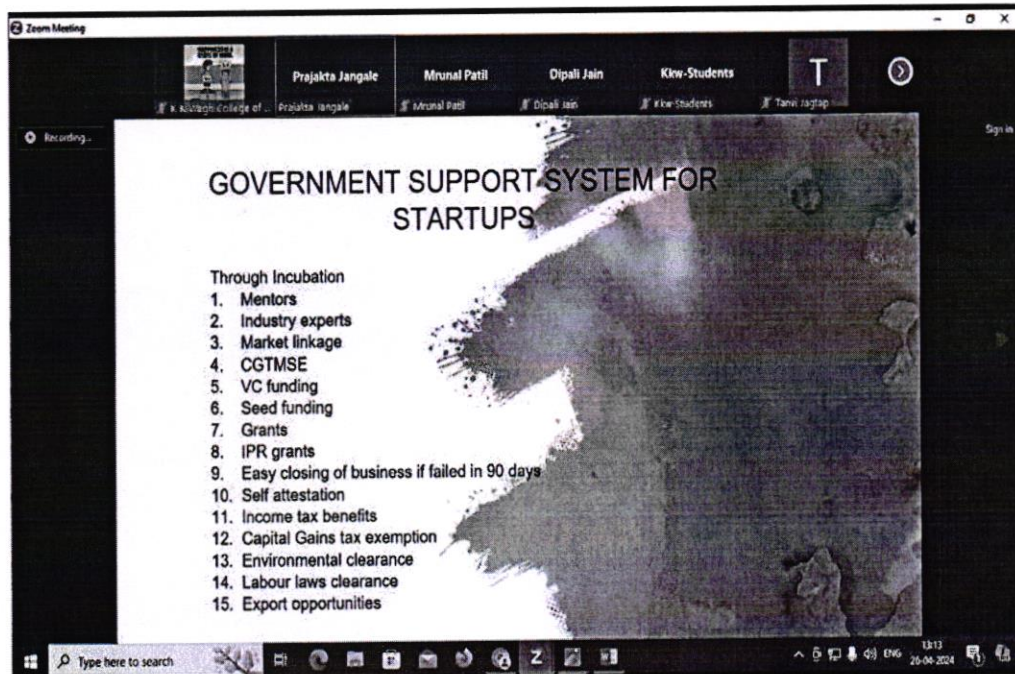 Zoom Meeting
Prajakta Jangale
Mrunal Patil
Dipali Jain
Kkw-Students
T
K. K. Wagh College of ...
Prajakta Jangale
Mrunal Patil
Dipali Jain
Kkw-Students
Tanvi Jagtap
Recording...
Sign in
GOVERNMENT SUPPORT SYSTEM FOR
STARTUPS
Through Incubation
1. Mentors
2. Industry experts
3. Market linkage
4. CGTMSE
5. VC funding
6. Seed funding
7. Grants
8. IPR grants
9. Easy closing of business if failed in 90 days
10. Self attestation
11. Income tax benefits
12. Capital Gains tax exemption
13. Environmental clearance
14. Labour laws clearance
15. Export opportunities
Type here to search
ENG
13:13
26-04-2024